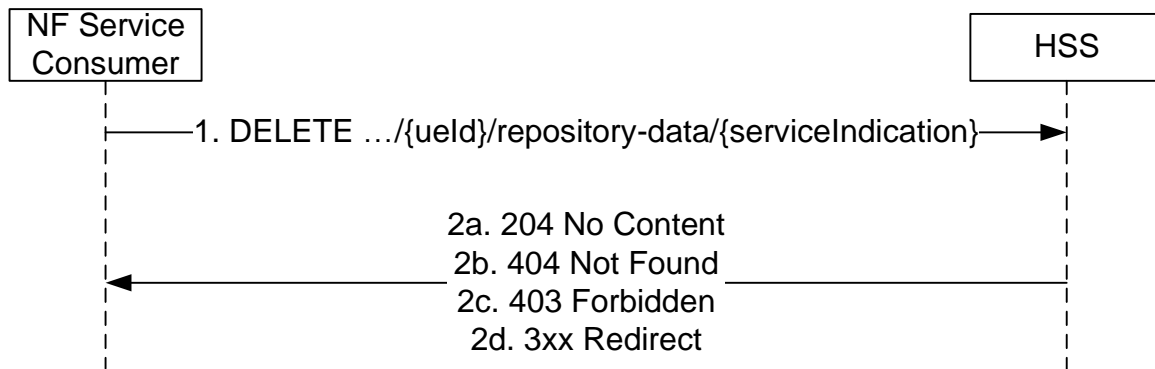 NF Service
Consumer
HSS
1. DELETE …/{ueId}/repository-data/{serviceIndication}
2a. 204 No Content
2b. 404 Not Found
2c. 403 Forbidden
2d. 3xx Redirect